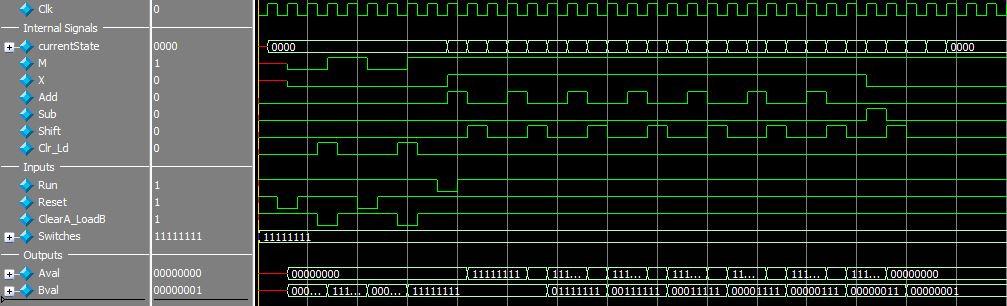 Clk 0
Internal Signals
currentState 0000 0000 0000
M 1
X 0
Add 0
Sub 0
Shift 0
Clr_Ld 0
Inputs
Run 1
Reset 1
ClearA_LoadB 1
Switches 11111111 11111111
Outputs
Aval 00000000 00000000 11111111 111... 111... 111... 11... 111... 111... 00000000
Bval 00000001 000... 111... 000... 11111111 01111111 00111111 00011111 00001111 00000111 00000011 00000001